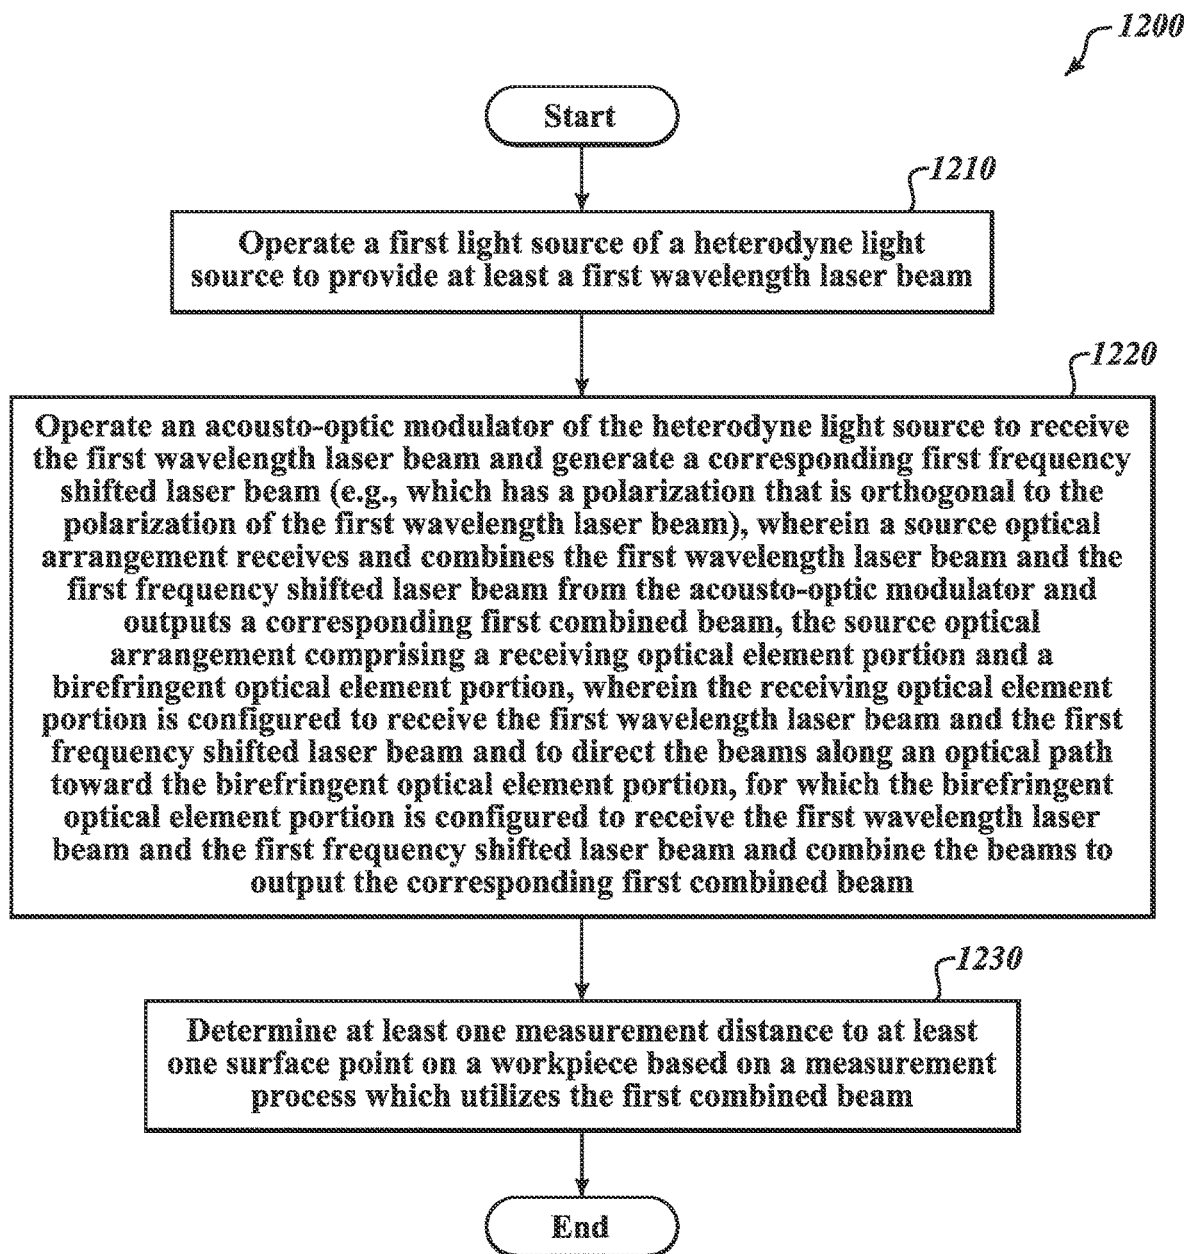 1200
Start
1210
Operate a first light source of a heterodyne light
source to provide at least a first wavelength laser beam
1220
Operate an acousto-optic modulator of the heterodyne light source to receive
the first wavelength laser beam and generate a corresponding first frequency
shifted laser beam (e.g., which has a polarization that is orthogonal to the
polarization of the first wavelength laser beam), wherein a source optical
arrangement receives and combines the first wavelength laser beam and the
first frequency shifted laser beam from the acousto-optic modulator and
outputs a corresponding first combined beam, the source optical
arrangement comprising a receiving optical element portion and a
birefringent optical element portion, wherein the receiving optical element
portion is configured to receive the first wavelength laser beam and the first
frequency shifted laser beam and to direct the beams along an optical path
toward the birefringent optical element portion, for which the birefringent
optical element portion is configured to receive the first wavelength laser
beam and the first frequency shifted laser beam and combine the beams to
output the corresponding first combined beam
1230
Determine at least one measurement distance to at least
one surface point on a workpiece based on a measurement
process which utilizes the first combined beam
End